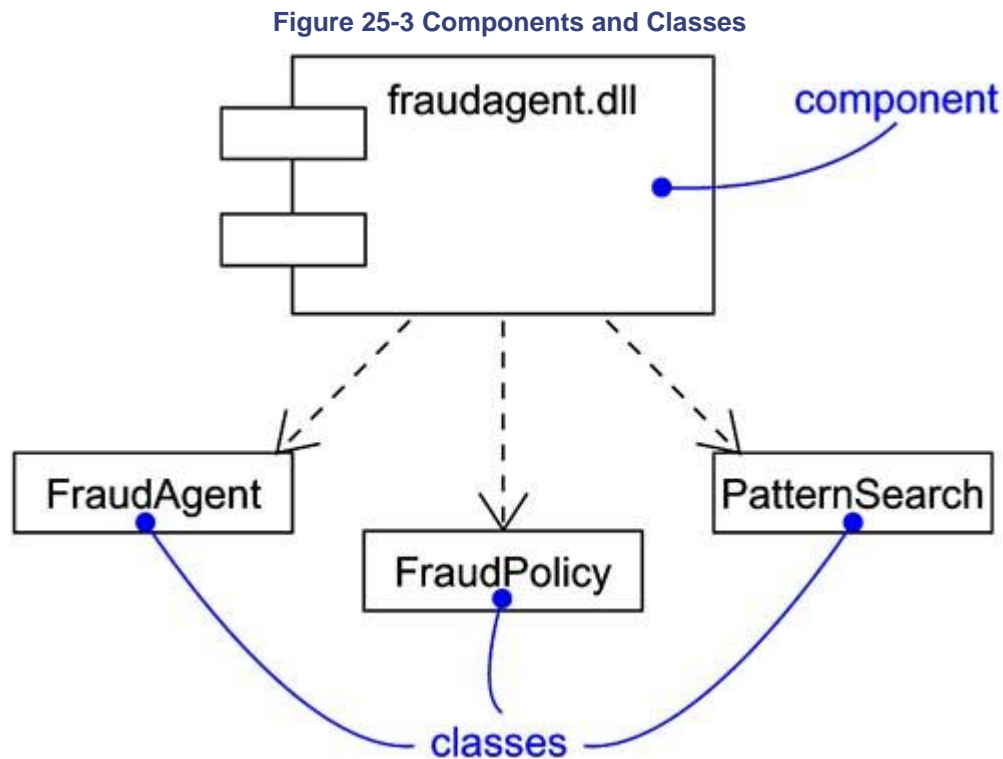 Figure 25-3 Components and Classes
fraudagent.dll
component
FraudAgent
PatternSearch
FraudPolicy
classes